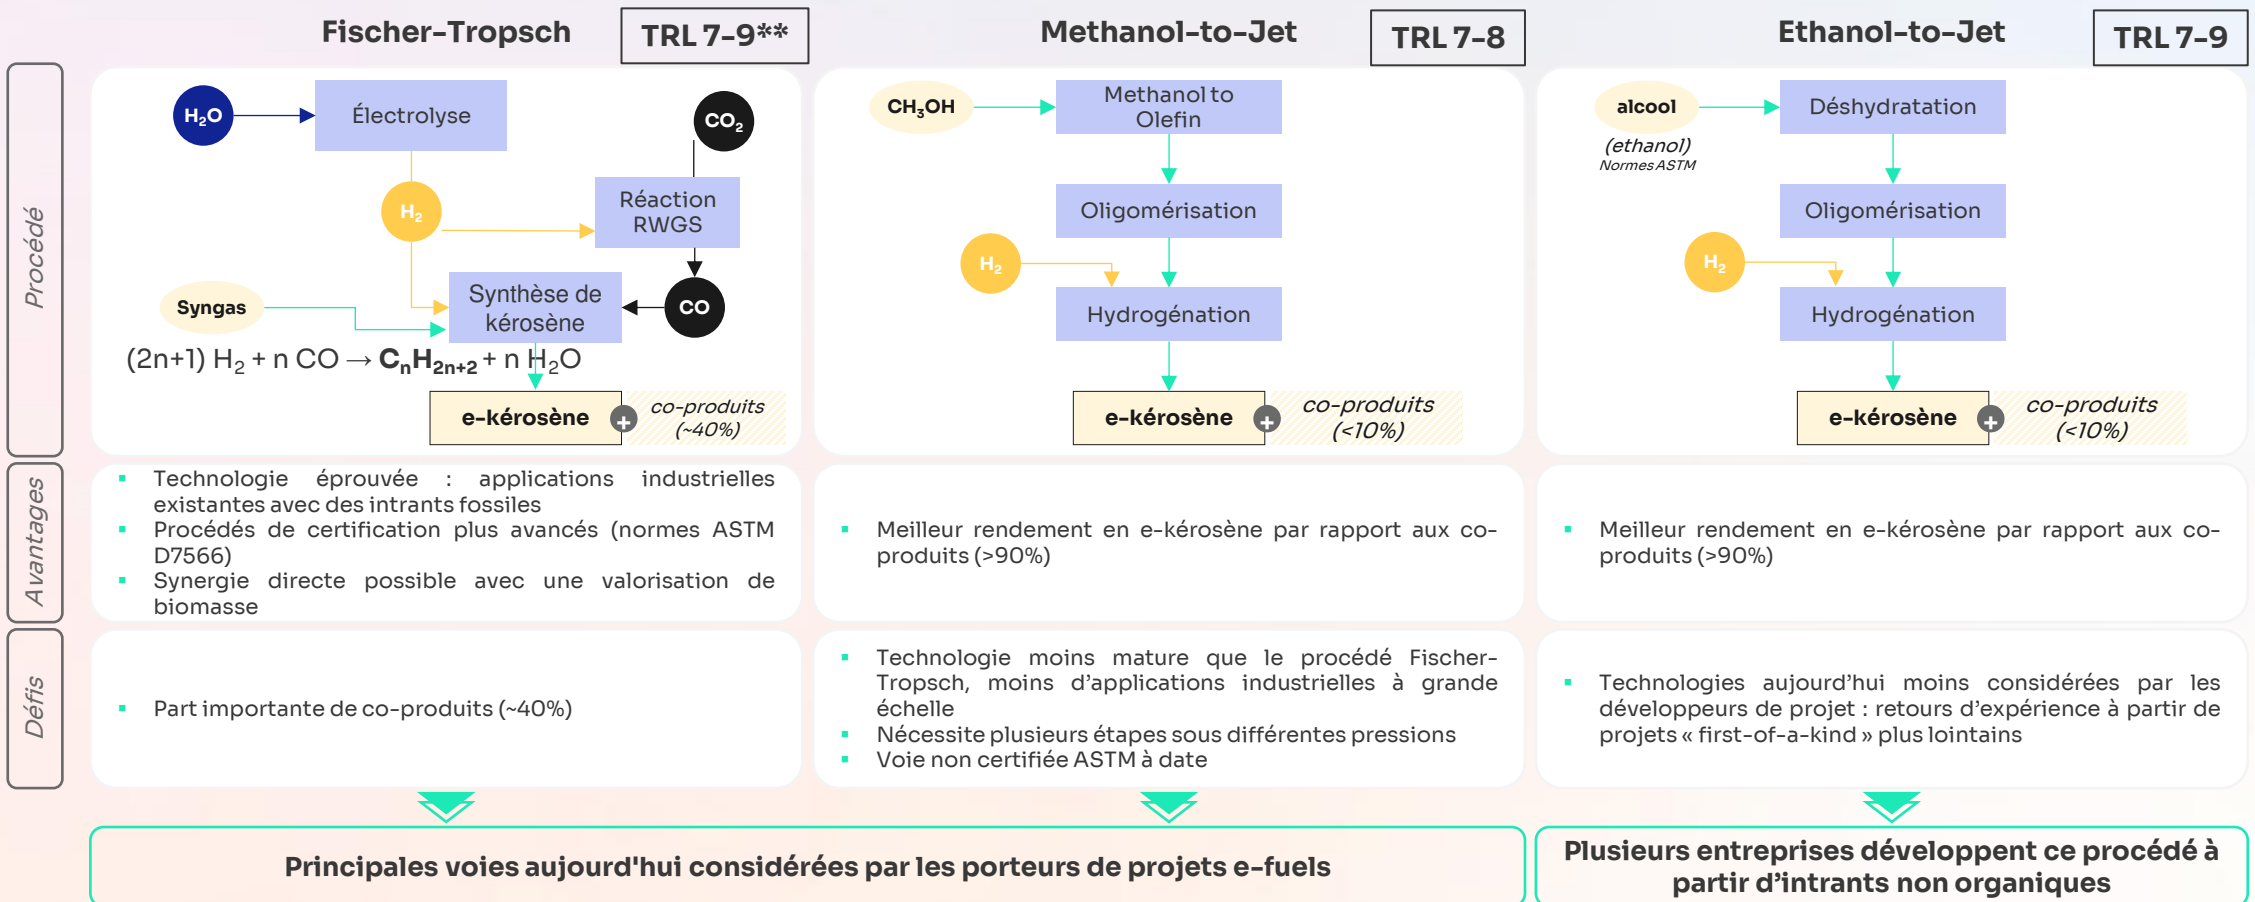 Fischer-Tropsch
TRL 7-9**
Methanol-to-Jet
TRL 7-8
Ethanol-to-Jet
TRL 7-9
Procédé
H₂O
Électrolyse
CO₂
H₂
Réaction
RWGS
Syngas
Synthèse de
kérosène
CO
(2n+1) H₂ + n CO → CₙH₂ₙ₊₂ + n H₂O
e-kérosène
+
co-produits
(~40%)
CH₃OH
Methanol to
Olefin
Oligomérisation
H₂
Hydrogénation
e-kérosène
+
co-produits
(<10%)
alcool
(ethanol)
Normes ASTM
Déshydratation
Oligomérisation
H₂
Hydrogénation
e-kérosène
+
co-produits
(<10%)
Avantages
▪ Technologie éprouvée : applications industrielles
existantes avec des intrants fossiles
▪ Procédés de certification plus avancés (normes ASTM
D7566)
▪ Synergie directe possible avec une valorisation de
biomasse
▪ Meilleur rendement en e-kérosène par rapport aux co-
produits (>90%)
▪ Meilleur rendement en e-kérosène par rapport aux co-
produits (>90%)
Défis
▪ Part importante de co-produits (~40%)
▪ Technologie moins mature que le procédé Fischer-
Tropsch, moins d’applications industrielles à grande
échelle
▪ Nécessite plusieurs étapes sous différentes pressions
▪ Voie non certifiée ASTM à date
▪ Technologies aujourd’hui moins considérées par les
développeurs de projet : retours d’expérience à partir de
projets « first-of-a-kind » plus lointains
Principales voies aujourd'hui considérées par les porteurs de projets e-fuels
Plusieurs entreprises développent ce procédé à
partir d’intrants non organiques